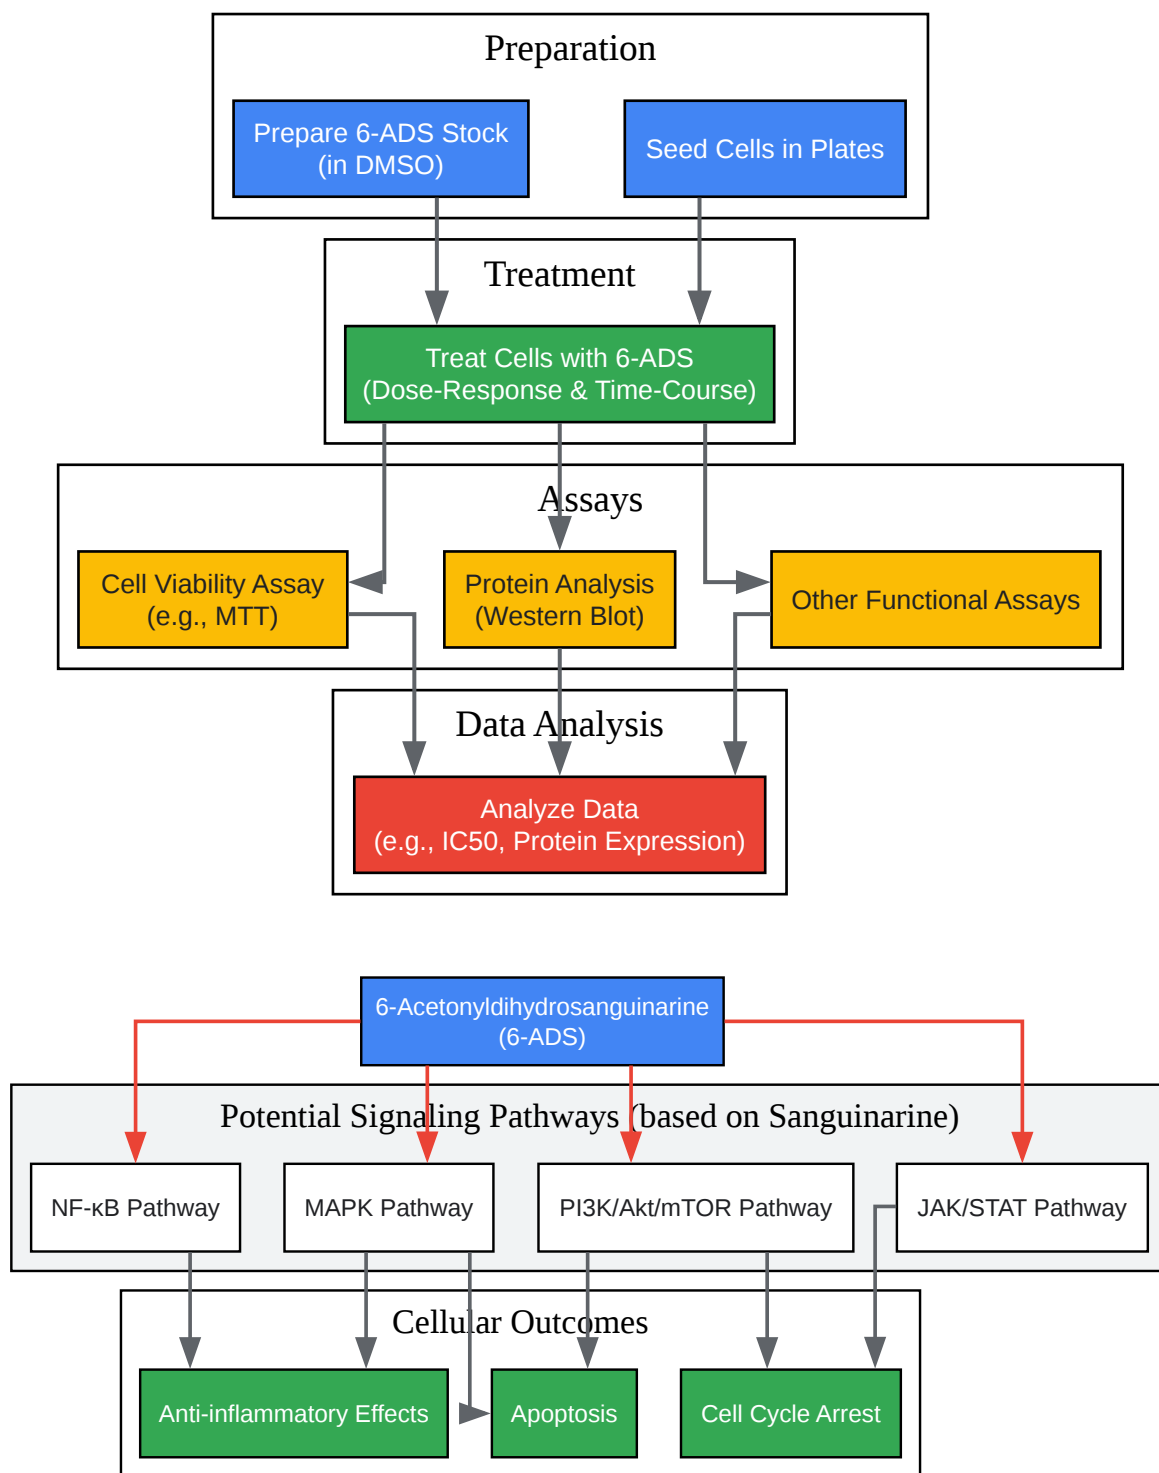 Preparation
Prepare 6-ADS Stock
(in DMSO)
Seed Cells in Plates
Treatment
Treat Cells with 6-ADS
(Dose-Response & Time-Course)
Assays
Cell Viability Assay
(e.g., MTT)
Protein Analysis
(Western Blot)
Other Functional Assays
Data Analysis
Analyze Data
(e.g., IC50, Protein Expression)
6-Acetonyldihydrosanguinarine
(6-ADS)
Potential Signaling Pathways (based on Sanguinarine)
NF-κB Pathway
MAPK Pathway
PI3K/Akt/mTOR Pathway
JAK/STAT Pathway
Cellular Outcomes
Anti-inflammatory Effects
Apoptosis
Cell Cycle Arrest